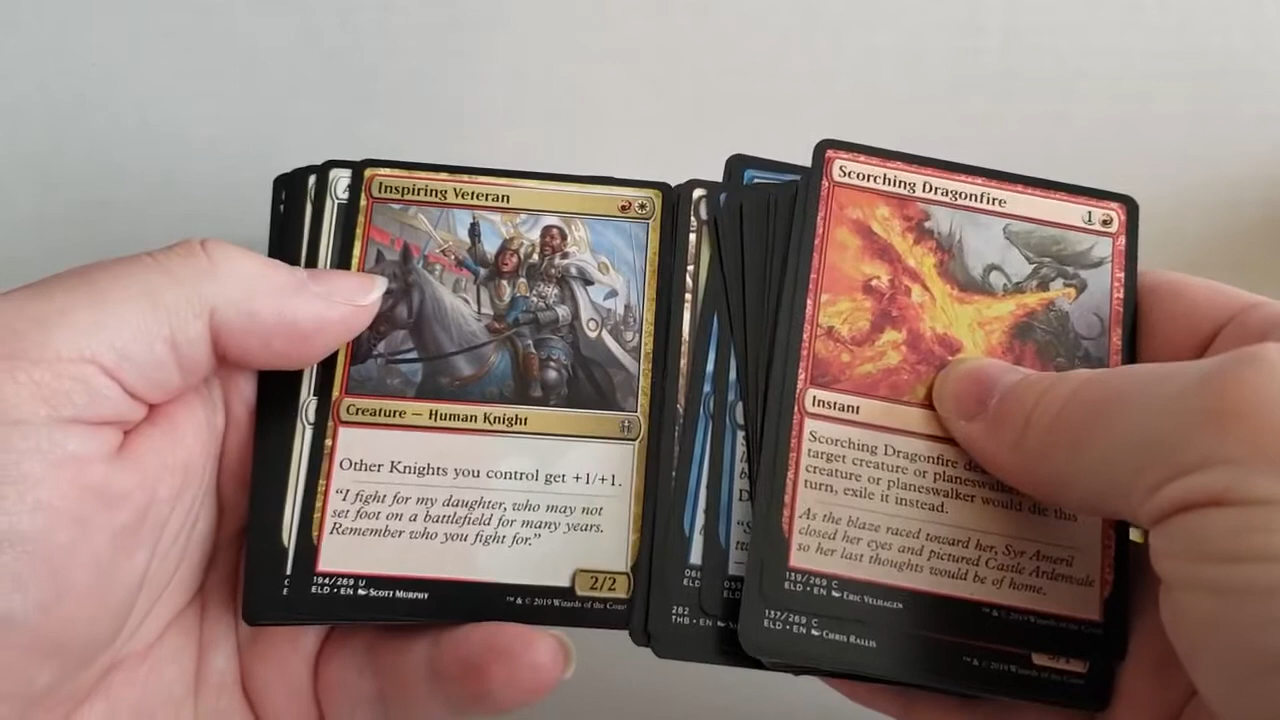 Inspiring Veteran
Creature — Human Knight
Other Knights you control get +1/+1.
"I fight for my daughter, who may not
set foot on a battlefield for many years.
Remember who you fight for."
2/2
194/269 U
ELD • EN Scott Murphy
™ & © 2019 Wizards of the Coast
068
ELD
059
ELD
282
THB • EN
Scorching Dragonfire
1
Instant
Scorching Dragonfire
target creature or planeswalker
creature or planeswalker would die this
turn, exile it instead.
As the blaze raced toward her, Syr Ameril
closed her eyes and pictured Castle Ardenvale
so her last thoughts would be of home.
139/269 C
ELD • EN Eric Velhagen
™ & © 2019 Wizards of the
137/269 C
ELD • EN Chris Rallis
™ & © 2019 Wizards of the